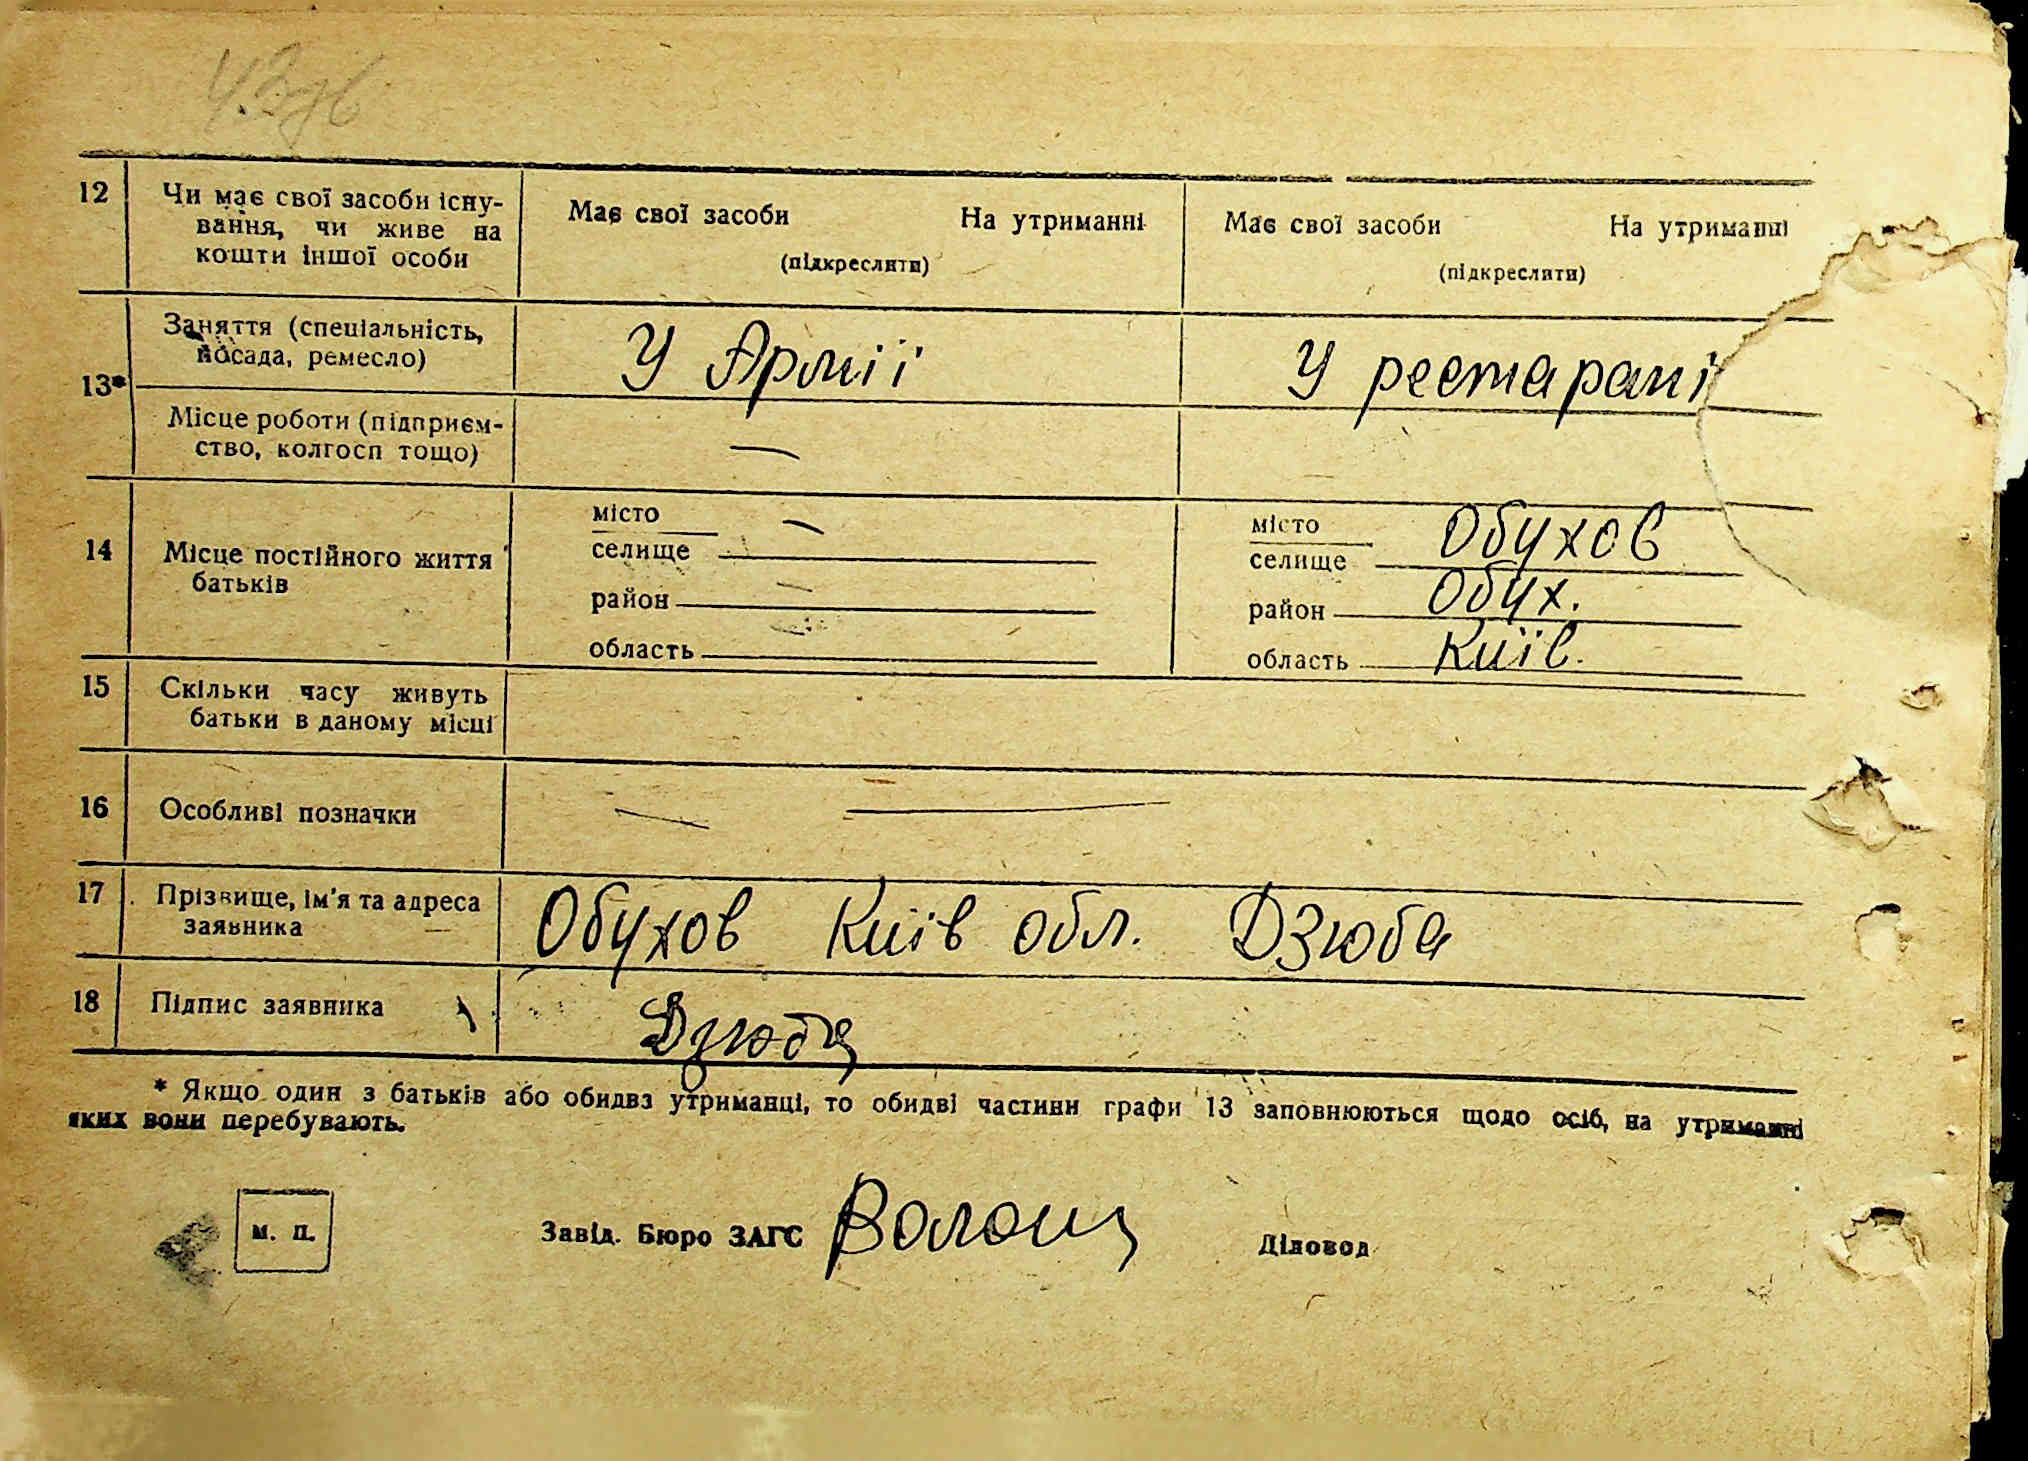 12 Чи має свої засоби існу-
вання, чи живе на
кошти іншої особи
Має свої засоби На утриманні
(підкреслити)
Має свої засоби На утриманні
(підкреслити)
13*
Заняття (спеціальність,
посада, ремесло)
У Армії
У рестарані
Місце роботи (підприєм-
ство, колгосп тощо)
—
14 Місце постійного життя
батьків
місто —
селище
район —
область
місто Обухов
селище
район Обух.
область Київ.
15 Скільки часу живуть
батьки в даному місці
16 Особливі позначки — —
17 Прізвище, ім'я та адреса
заявника
Обухов Київ обл. Дзюба
18 Підпис заявника Дзюба
* Якщо один з батьків або обидва утриманці, то обидві частини графи 13 заповнюються щодо осіб, на утриманні
яких вони перебувають.
М. П.
Завід. Бюро ЗАГС Волощ
Діловод